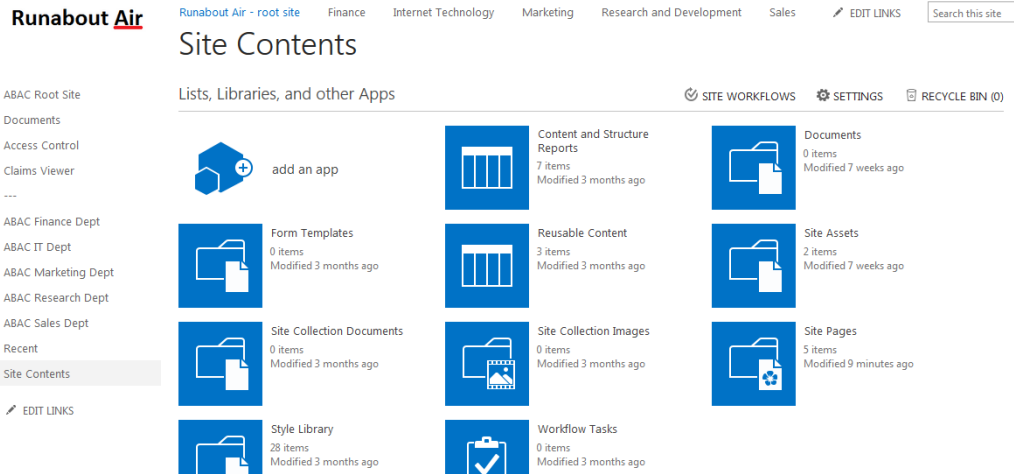 Runabout Air
Runabout Air - root site
Finance
Internet Technology
Marketing
Research and Development
Sales
EDIT LINKS
Search this site
Site Contents
ABAC Root Site
Documents
Access Control
Claims Viewer
---
ABAC Finance Dept
ABAC IT Dept
ABAC Marketing Dept
ABAC Research Dept
ABAC Sales Dept
Recent
Site Contents
EDIT LINKS
Lists, Libraries, and other Apps
SITE WORKFLOWS
SETTINGS
RECYCLE BIN (0)
add an app
Content and Structure
Reports
7 items
Modified 3 months ago
Documents
0 items
Modified 7 weeks ago
Form Templates
0 items
Modified 3 months ago
Reusable Content
3 items
Modified 3 months ago
Site Assets
2 items
Modified 7 weeks ago
Site Collection Documents
0 items
Modified 3 months ago
Site Collection Images
0 items
Modified 3 months ago
Site Pages
5 items
Modified 9 minutes ago
Style Library
28 items
Modified 3 months ago
Workflow Tasks
0 items
Modified 3 months ago